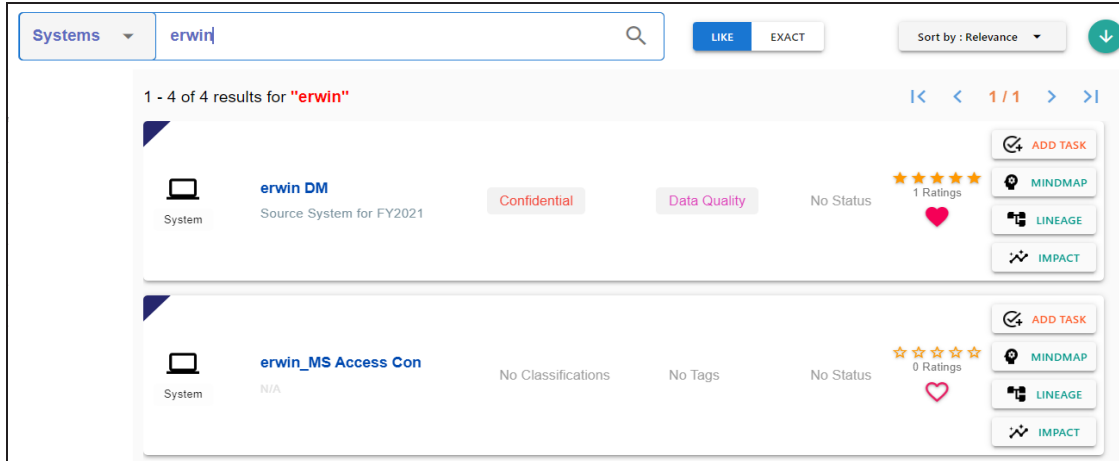 Systems erwin LIKE EXACT Sort by : Relevance
1 - 4 of 4 results for "erwin" 1 / 1
ADD TASK
erwin DM
Source System for FY2021
System
Confidential
Data Quality
No Status
1 Ratings
MINDMAP
LINEAGE
IMPACT
ADD TASK
erwin_MS Access Con
N/A
System
No Classifications
No Tags
No Status
0 Ratings
MINDMAP
LINEAGE
IMPACT